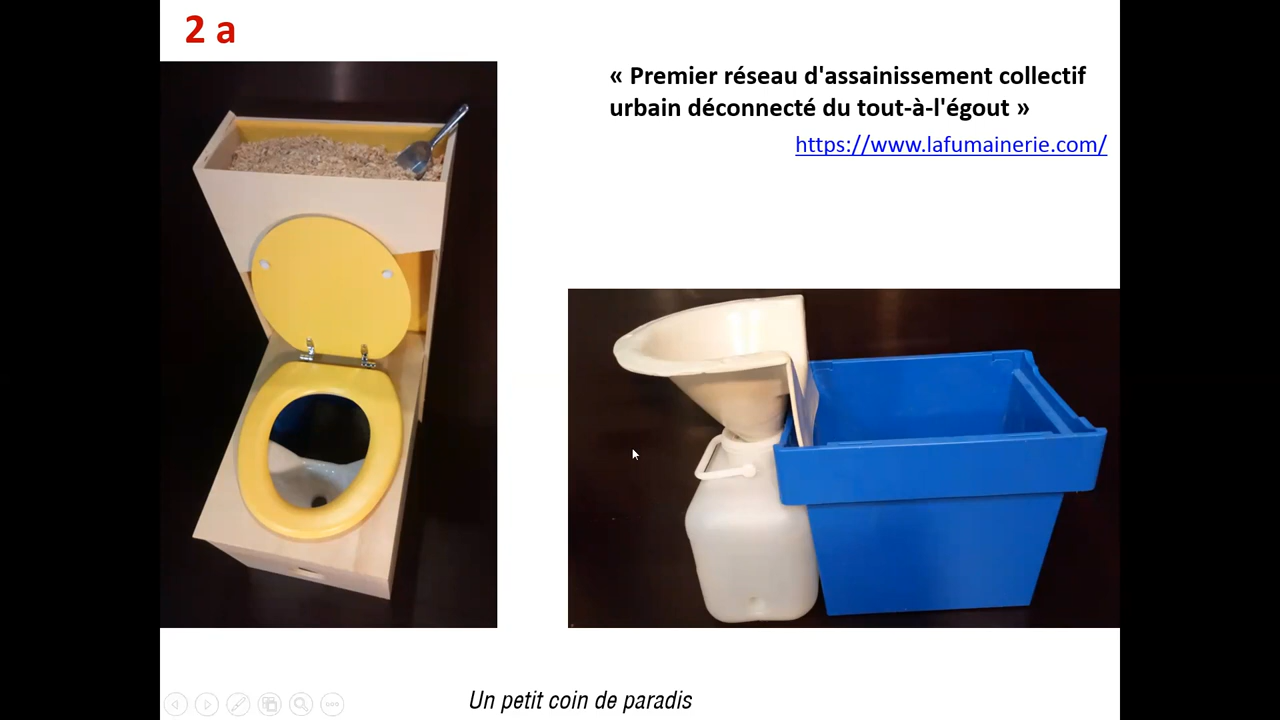 2 a
« Premier réseau d'assainissement collectif
urbain déconnecté du tout-à-l'égout »
https://www.lafumainerie.com/
Un petit coin de paradis